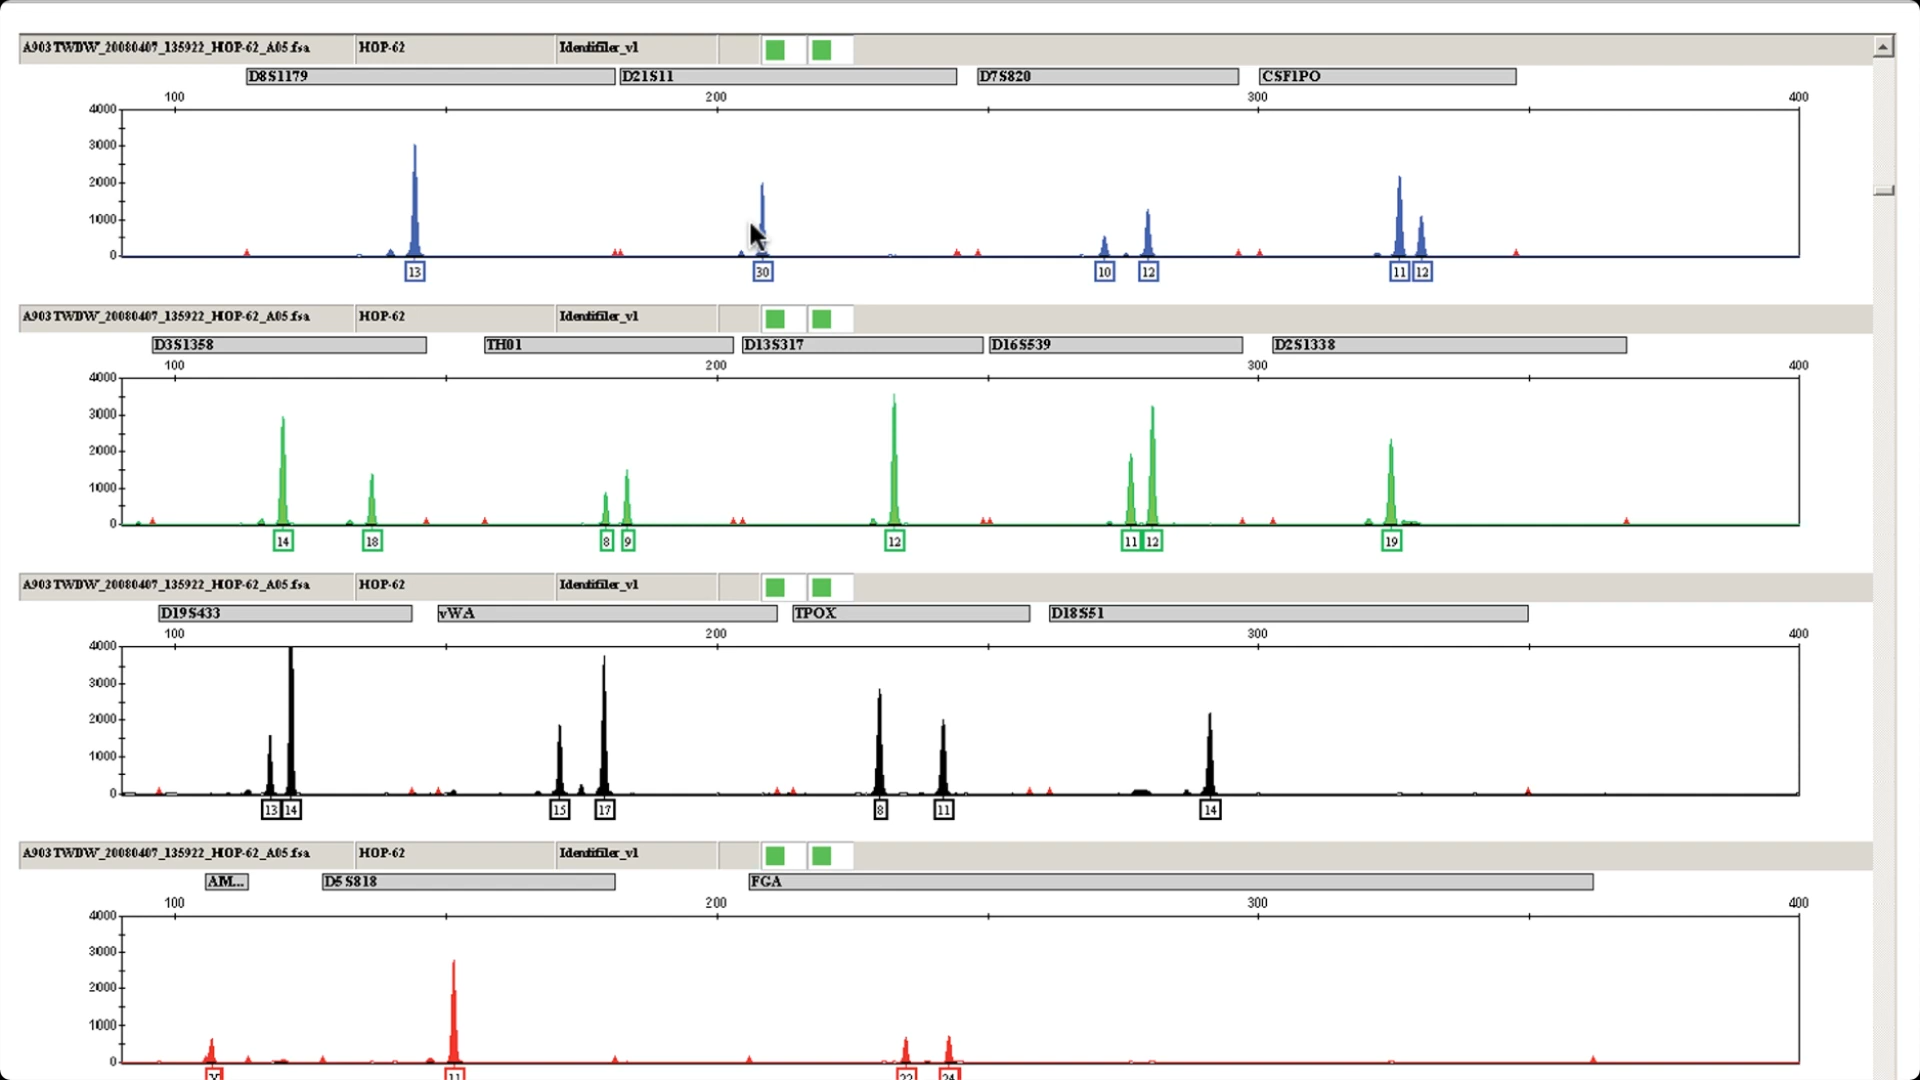 A903TWDW_20080407_135922_HOP-62_A05.fsa HOP-62 Identifiler_v1
D8S1179 D21S11 D7S820 CSF1PO
100 200 300 400
4000
3000
2000
1000
0
13 30 10 12 11 12
A903TWDW_20080407_135922_HOP-62_A05.fsa HOP-62 Identifiler_v1
D3S1358 TH01 D13S317 D16S539 D2S1338
100 200 300 400
4000
3000
2000
1000
0
14 18 8 9 12 11 12 19
A903TWDW_20080407_135922_HOP-62_A05.fsa HOP-62 Identifiler_v1
D19S433 vWA TPOX D18S51
100 200 300 400
4000
3000
2000
1000
0
13 14 15 17 8 11 14
A903TWDW_20080407_135922_HOP-62_A05.fsa HOP-62 Identifiler_v1
AM... D5S818 FGA
100 200 300 400
4000
3000
2000
1000
0
11 22 24